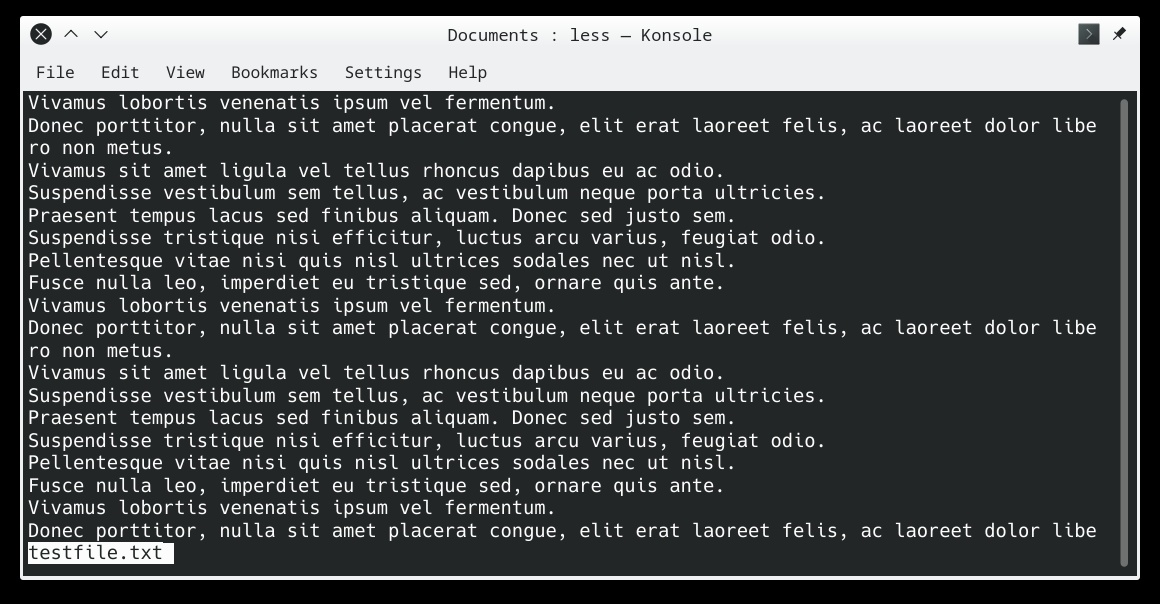 Documents : less — Konsole
File Edit View Bookmarks Settings Help
Vivamus lobortis venenatis ipsum vel fermentum.
Donec porttitor, nulla sit amet placerat congue, elit erat laoreet felis, ac laoreet dolor libe
ro non metus.
Vivamus sit amet ligula vel tellus rhoncus dapibus eu ac odio.
Suspendisse vestibulum sem tellus, ac vestibulum neque porta ultricies.
Praesent tempus lacus sed finibus aliquam. Donec sed justo sem.
Suspendisse tristique nisi efficitur, luctus arcu varius, feugiat odio.
Pellentesque vitae nisi quis nisl ultrices sodales nec ut nisl.
Fusce nulla leo, imperdiet eu tristique sed, ornare quis ante.
Vivamus lobortis venenatis ipsum vel fermentum.
Donec porttitor, nulla sit amet placerat congue, elit erat laoreet felis, ac laoreet dolor libe
ro non metus.
Vivamus sit amet ligula vel tellus rhoncus dapibus eu ac odio.
Suspendisse vestibulum sem tellus, ac vestibulum neque porta ultricies.
Praesent tempus lacus sed finibus aliquam. Donec sed justo sem.
Suspendisse tristique nisi efficitur, luctus arcu varius, feugiat odio.
Pellentesque vitae nisi quis nisl ultrices sodales nec ut nisl.
Fusce nulla leo, imperdiet eu tristique sed, ornare quis ante.
Vivamus lobortis venenatis ipsum vel fermentum.
Donec porttitor, nulla sit amet placerat congue, elit erat laoreet felis, ac laoreet dolor libe
testfile.txt